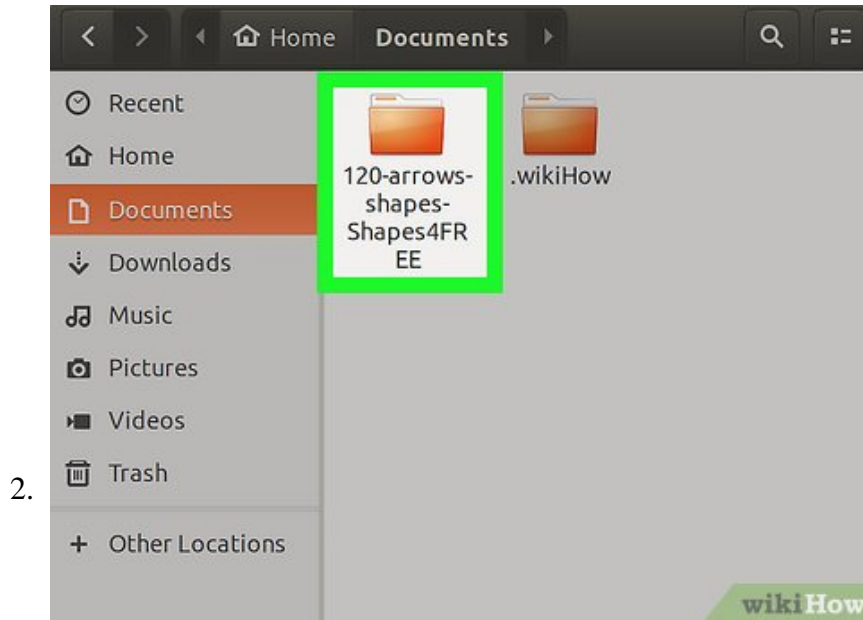 Home Documents
Recent
Home
Documents
Downloads
Music
Pictures
Videos
Trash
Other Locations
120-arrows-
shapes-
Shapes4FR
EE
.wikiHow
2.
wikiHow